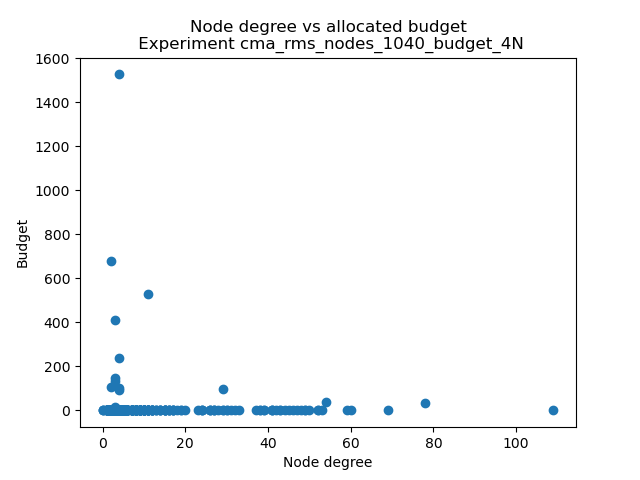 Node degree vs allocated budget
Experiment cma_rms_nodes_1040_budget_4N
1600
1400
1200
1000
800
600
400
200
0
Budget
0 20 40 60 80 100
Node degree